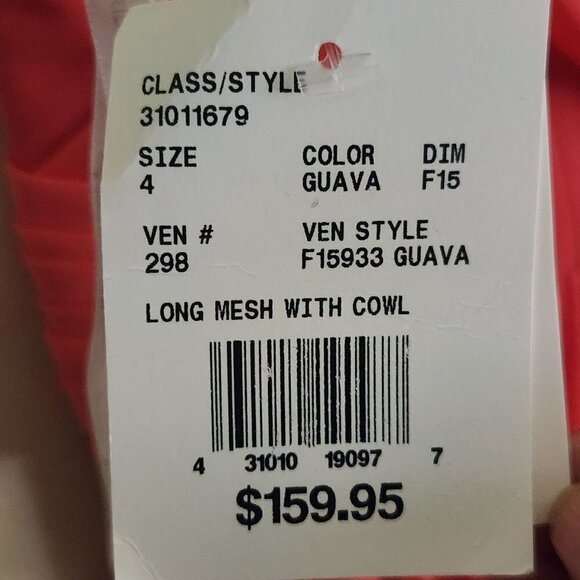 CLASS/STYLE
31011679
SIZE COLOR DIM
4 GUAVA F15
VEN # VEN STYLE
298 F15933 GUAVA
LONG MESH WITH COWL
4 31010 19097 7
$159.95